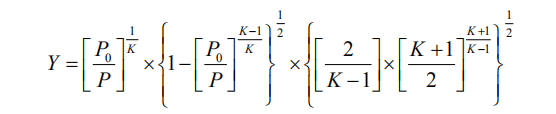 Y = [P₀/P]^(1/K) × {1 − [P₀/P]^((K−1)/K)}^(1/2) × {[2/(K−1)] × [(K+1)/2]^((K+1)/(K−1))}^(1/2)